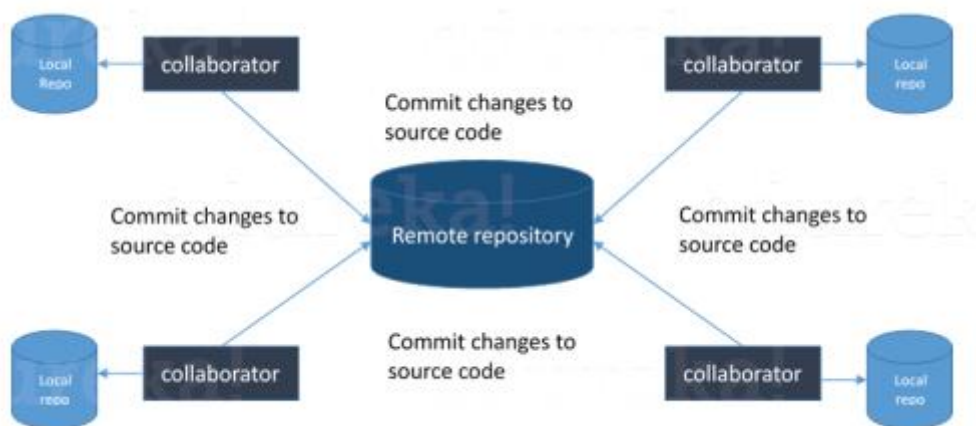 Local
Repo
collaborator
collaborator
Local
repo
Commit changes to
source code
Commit changes to
source code
Remote repository
Commit changes to
source code
Commit changes to
source code
Local
repo
collaborator
collaborator
Local
repo